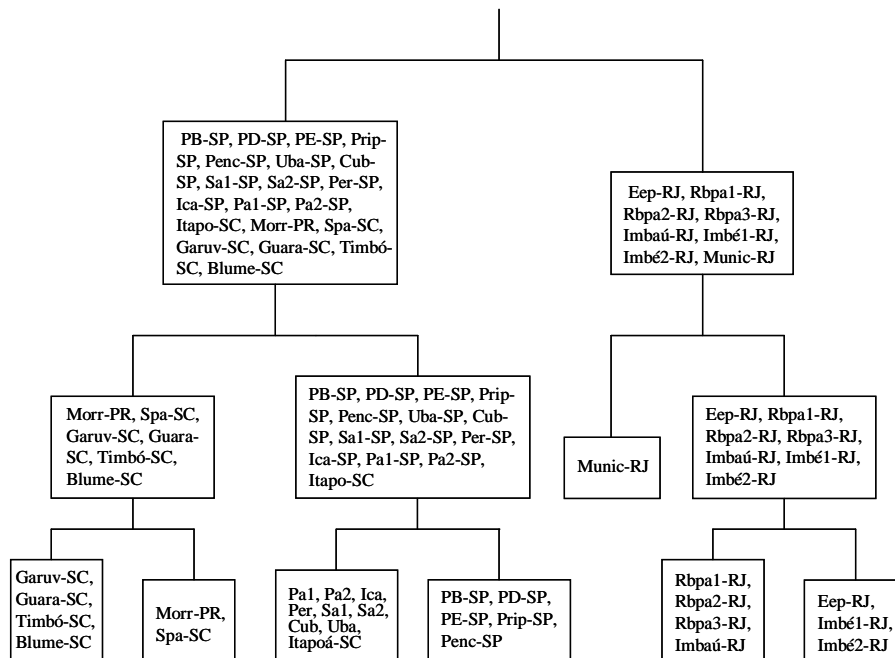 PB-SP, PD-SP, PE-SP, Prip-
SP, Penc-SP, Uba-SP, Cub-
SP, Sa1-SP, Sa2-SP, Per-SP,
Ica-SP, Pa1-SP, Pa2-SP,
Itapo-SC, Morr-PR, Spa-SC,
Garuv-SC, Guara-SC, Timbó-
SC, Blume-SC
Eep-RJ, Rbpa1-RJ,
Rbpa2-RJ, Rbpa3-RJ,
Imbaú-RJ, Imbé1-RJ,
Imbé2-RJ, Munic-RJ
Morr-PR, Spa-SC,
Garuv-SC, Guara-
SC, Timbó-SC,
Blume-SC
PB-SP, PD-SP, PE-SP, Prip-
SP, Penc-SP, Uba-SP, Cub-
SP, Sa1-SP, Sa2-SP, Per-SP,
Ica-SP, Pa1-SP, Pa2-SP,
Itapo-SC
Munic-RJ
Eep-RJ, Rbpa1-RJ,
Rbpa2-RJ, Rbpa3-RJ,
Imbaú-RJ, Imbé1-RJ,
Imbé2-RJ
Garuv-SC,
Guara-SC,
Timbó-SC,
Blume-SC
Morr-PR,
Spa-SC
Pa1, Pa2, Ica,
Per, Sa1, Sa2,
Cub, Uba,
Itapoá-SC
PB-SP, PD-SP,
PE-SP, Prip-SP,
Penc-SP
Rbpa1-RJ,
Rbpa2-RJ,
Rbpa3-RJ,
Imbaú-RJ
Eep-RJ,
Imbé1-RJ,
Imbé2-RJ